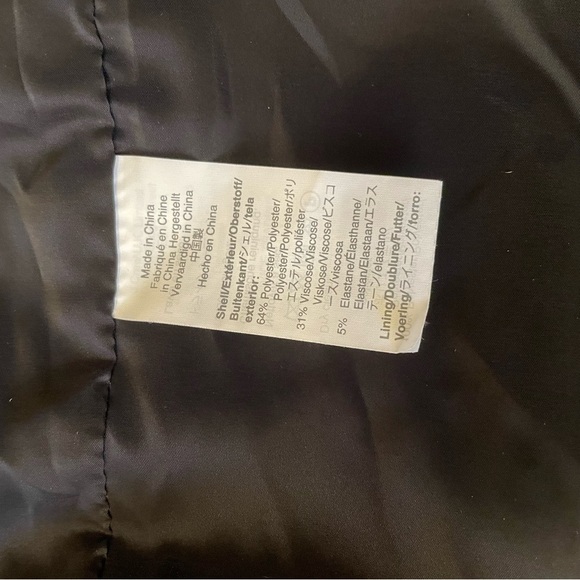 Made in China
Fabriqué en Chine
in China Hergestellt
Vervaardigd in China
中国製
Hecho en China
Shell/Extérieur/Oberstoff/
Buitenkant/シェル/tela
exterior:
64% Polyester/Polyester/
Polyester/Polyester/ポリ
エステル/poliéster
31% Viscose/Viscose/
Viskose/Viscose/ビスコ
ース/viscosa
5% Elastane/Élasthanne/
Elastan/Elastaan/エラス
テーン/elastano
Lining/Doublure/Futter/
Voering/ライニング/forro: